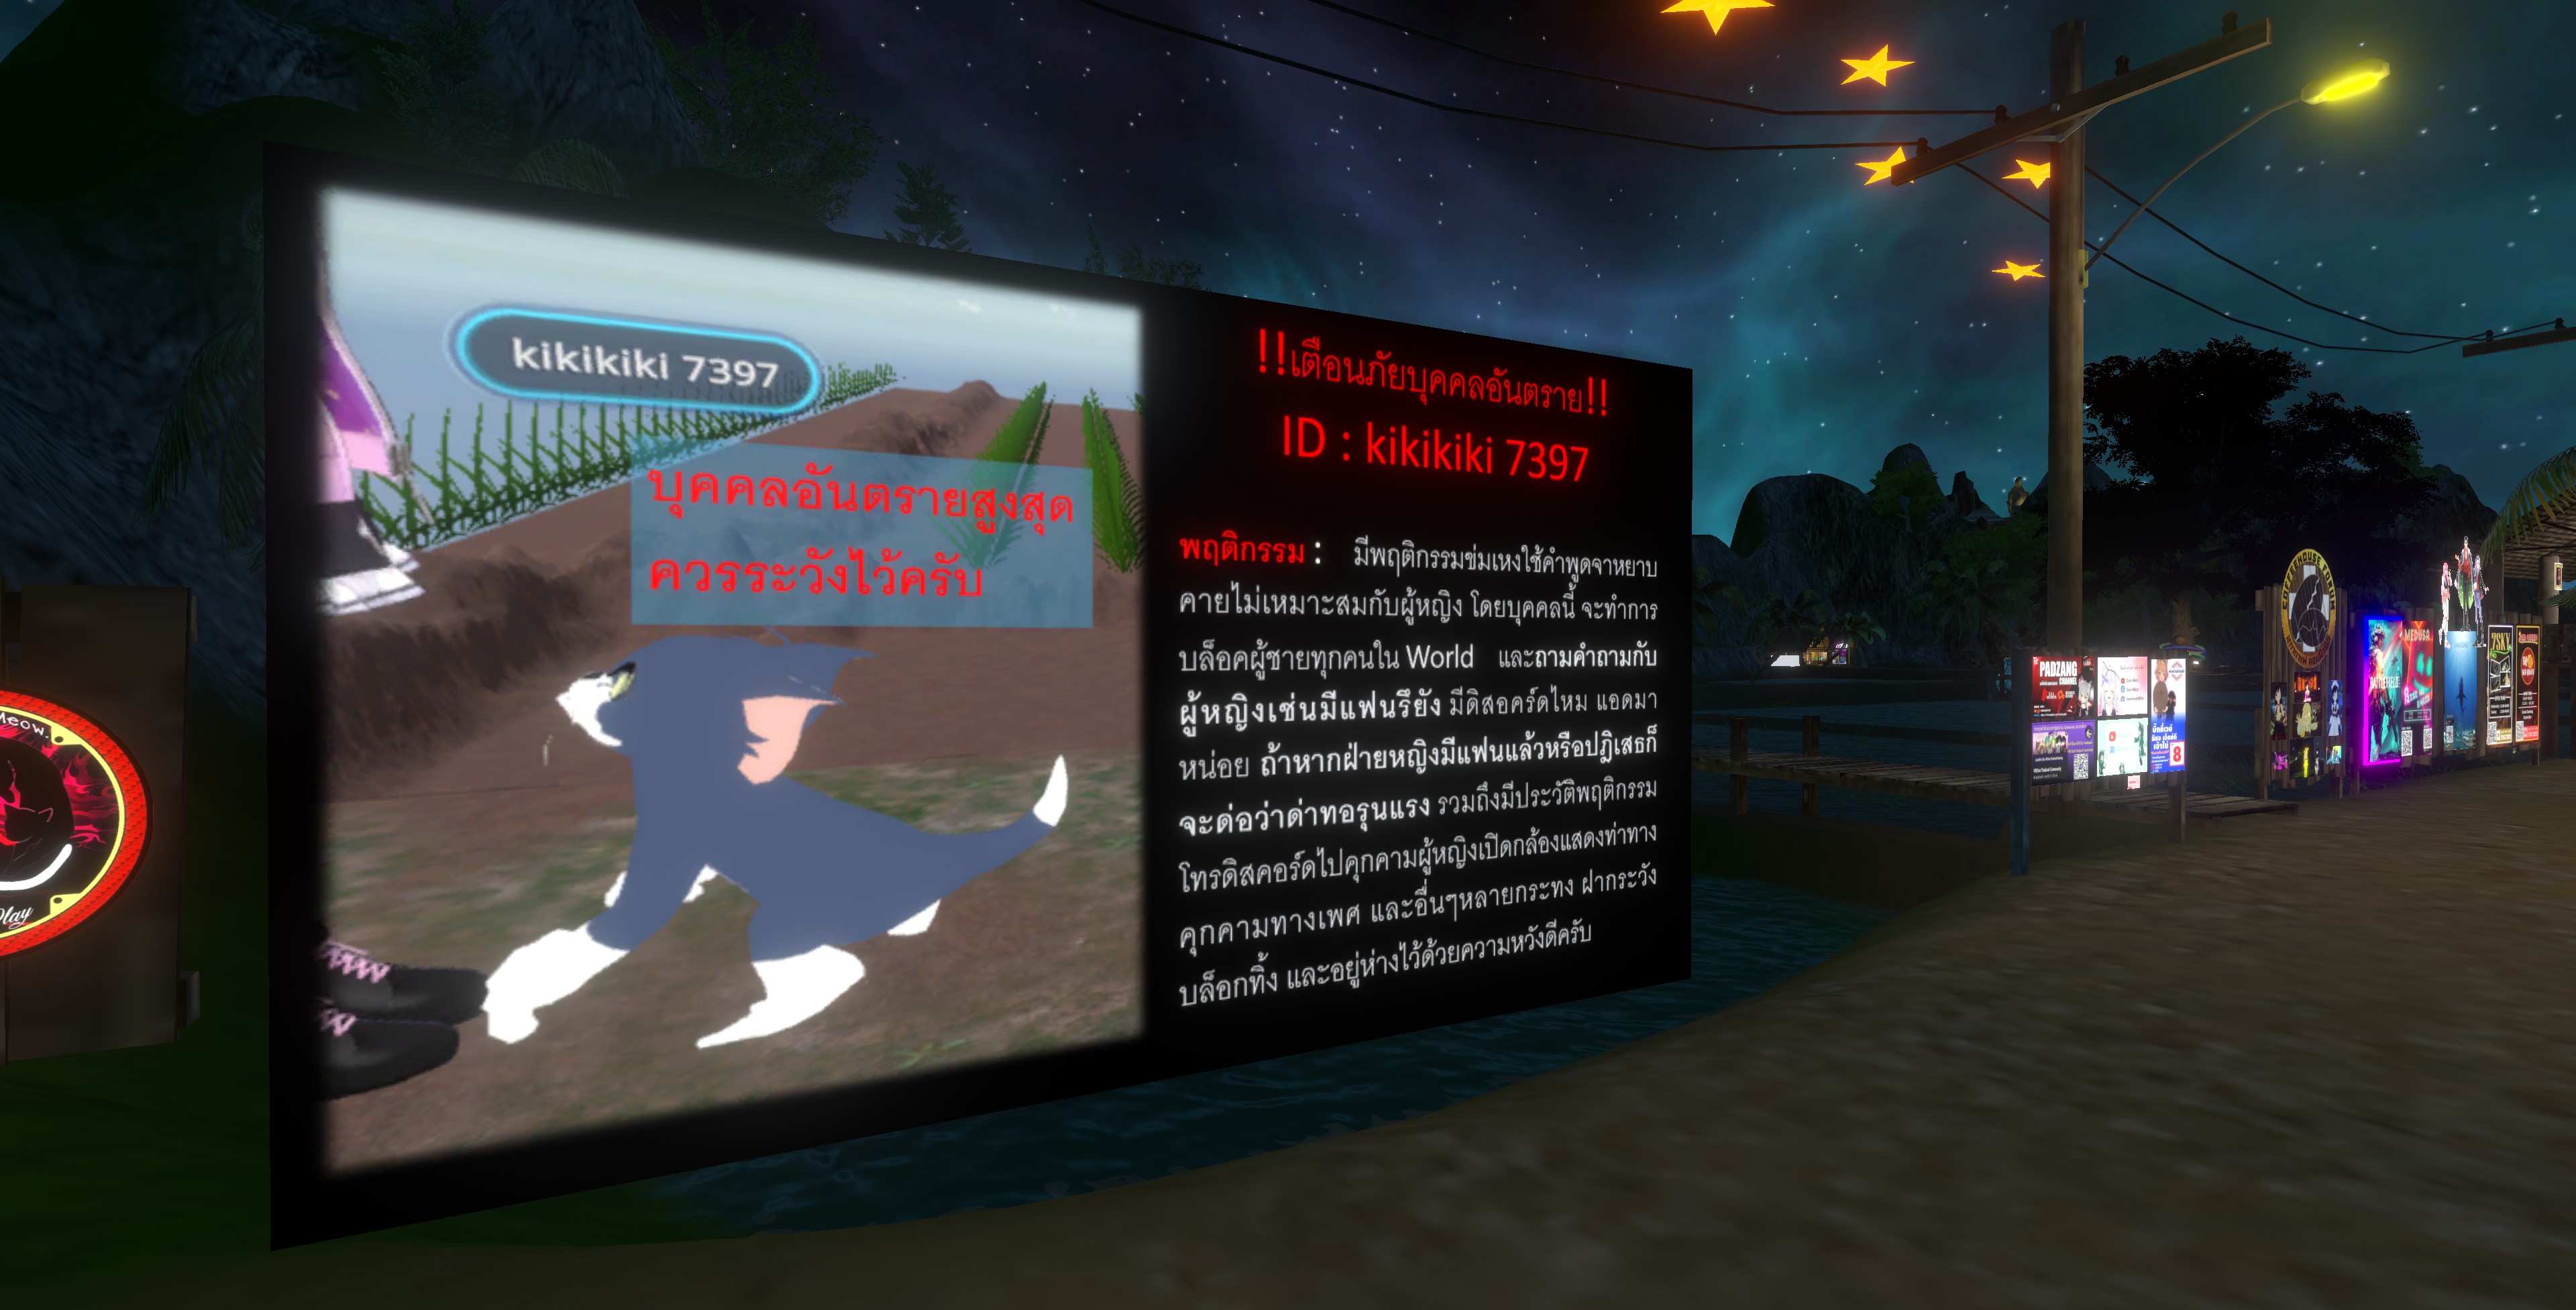 kikikiki 7397
บุคคลอันตรายสูงสุด
ควรระวังไว้ครับ
!!เตือนภัยบุคคลอันตราย!!
ID : kikikiki 7397
พฤติกรรม : มีพฤติกรรมข่มเหงใช้คำพูดจาหยาบ
คายไม่เหมาะสมกับผู้หญิง โดยบุคคลนี้ จะทำการ
บล็อคผู้ชายทุกคนใน World และถามคำถามกับ
ผู้หญิงเช่นมีแฟนรึยัง มีดิสอคร์ดไหม แอดมา
หน่อย ถ้าหากฝ่ายหญิงมีแฟนแล้วหรือปฎิเสธก็
จะด่อว่าด่าทอรุนแรง รวมถึงมีประวัติพฤติกรรม
โทรดิสคอร์ดไปคุกคามผู้หญิงเปิดกล้องแสดงท่าทาง
คุกคามทางเพศ และอื่นๆหลายกระทง ฝากระวัง
บล็อกทิ้ง และอยู่ห่างไว้ด้วยความหวังดีครับ
Meow.
Play
PADZANG
CHANNEL
8
MEDUSA
7SKY